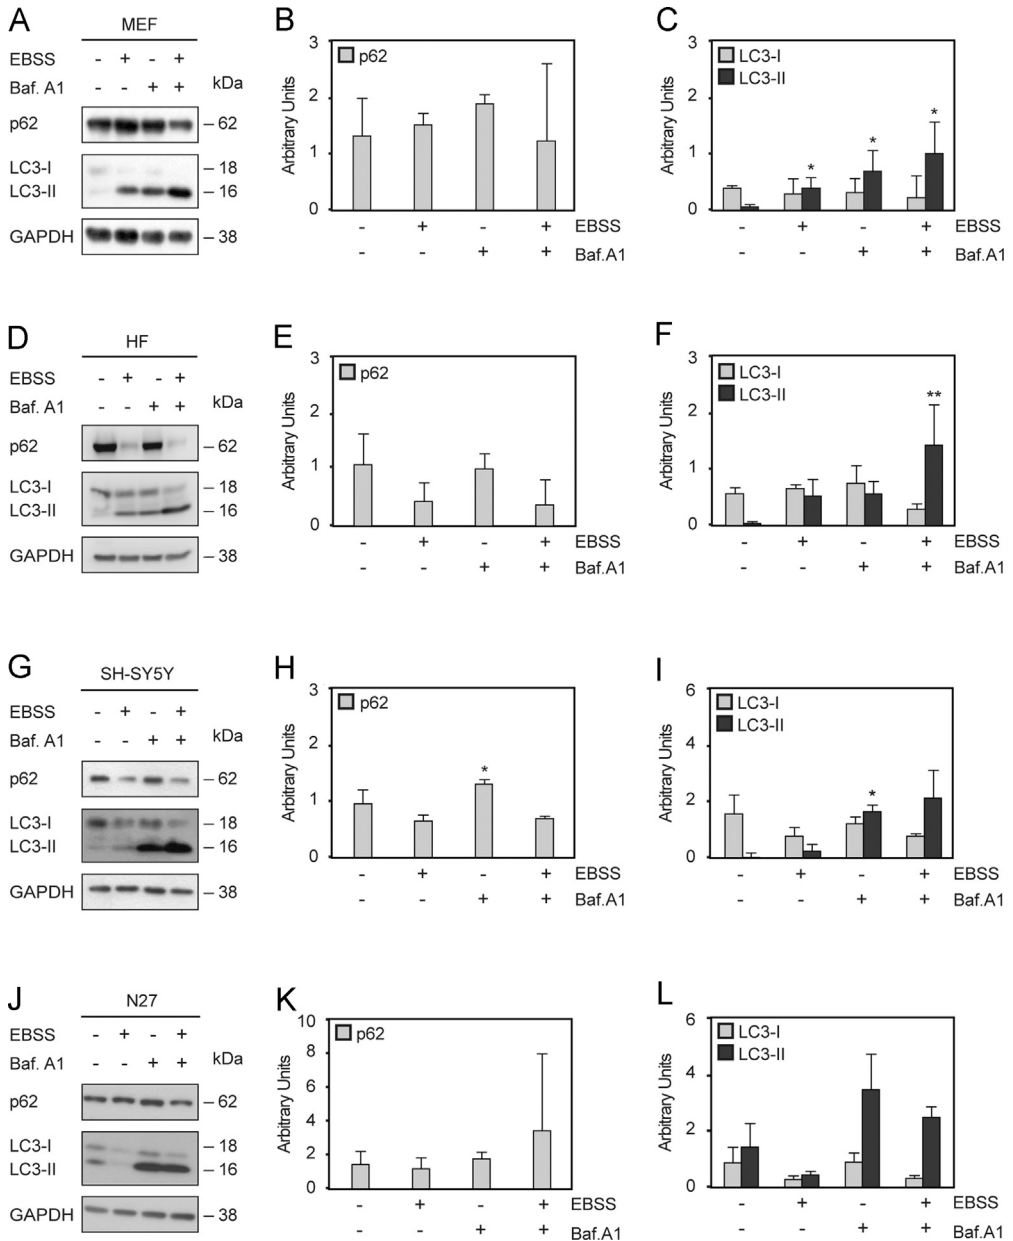 A
MEF
EBSS - + - +
Baf. A1 - - + + kDa
p62 – 62
LC3-I – 18
LC3-II – 16
GAPDH – 38
B
3
2
1
0
Arbitrary Units
p62
- + - + EBSS
- - + + Baf.A1
C
3
2
1
0
Arbitrary Units
LC3-I
LC3-II
* * *
- + - + EBSS
- - + + Baf.A1
D
HF
EBSS - + - +
Baf. A1 - - + + kDa
p62 – 62
LC3-I – 18
LC3-II – 16
GAPDH – 38
E
3
2
1
0
Arbitrary Units
p62
- + - + EBSS
- - + + Baf.A1
F
3
2
1
0
Arbitrary Units
LC3-I
LC3-II
**
- + - + EBSS
- - + + Baf.A1
G
SH-SY5Y
EBSS - + - +
Baf. A1 - - + + kDa
p62 – 62
LC3-I – 18
LC3-II – 16
GAPDH – 38
H
3
2
1
0
Arbitrary Units
p62
*
- + - + EBSS
- - + + Baf.A1
I
6
4
2
0
Arbitrary Units
LC3-I
LC3-II
*
- + - + EBSS
- - + + Baf.A1
J
N27
EBSS - + - +
Baf. A1 - - + + kDa
p62 – 62
LC3-I – 18
LC3-II – 16
GAPDH – 38
K
10
8
6
4
2
0
Arbitrary Units
p62
- + - + EBSS
- - + + Baf.A1
L
6
4
2
0
Arbitrary Units
LC3-I
LC3-II
- + - + EBSS
- - + + Baf.A1